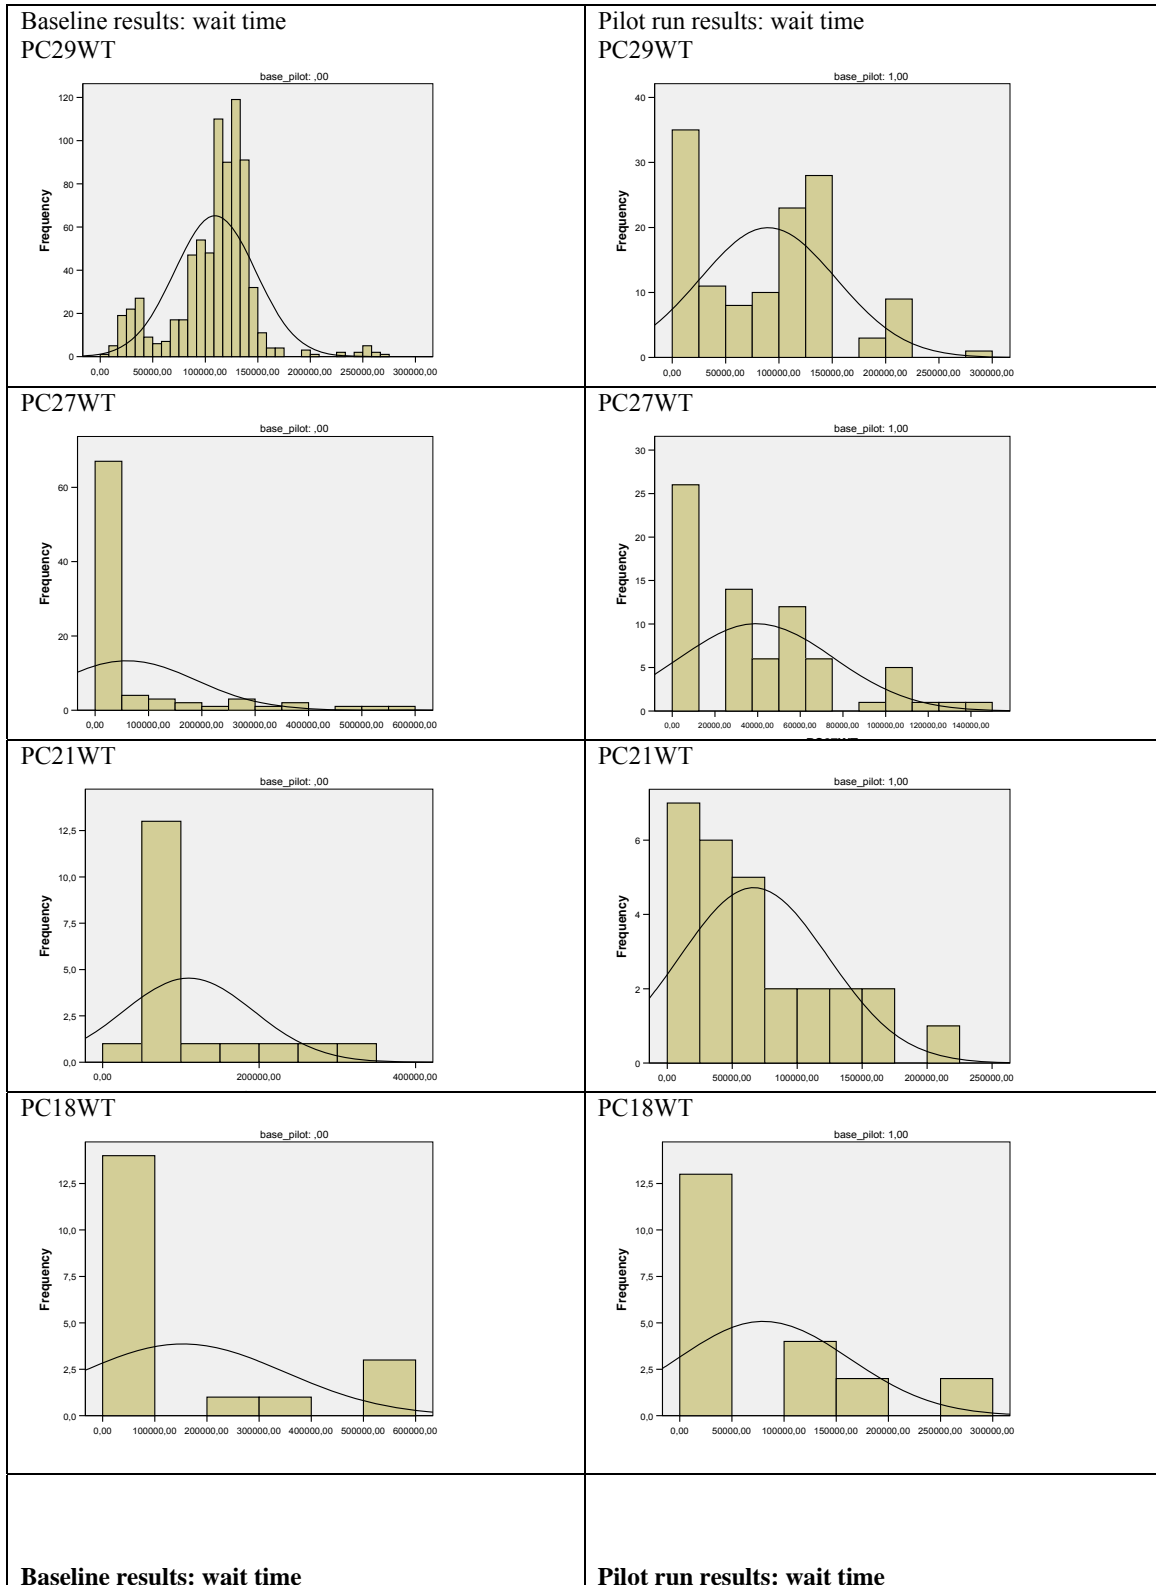 Baseline results: wait time
PC29WT
base_pilot: ,00
120
100
80
60
40
20
0
Frequency
0,00 50000,00 100000,00 150000,00 200000,00 250000,00 300000,00
Pilot run results: wait time
PC29WT
base_pilot: 1,00
40
30
20
10
0
Frequency
0,00 50000,00 100000,00 150000,00 200000,00 250000,00 300000,00
PC27WT
base_pilot: ,00
60
40
20
0
Frequency
0,00 100000,00 200000,00 300000,00 400000,00 500000,00 600000,00
PC27WT
base_pilot: 1,00
30
25
20
15
10
5
0
Frequency
0,00 20000,00 40000,00 60000,00 80000,00 100000,00 120000,00 140000,00
PC21WT
base_pilot: ,00
12,5
10,0
7,5
5,0
2,5
0,0
Frequency
0,00 200000,00 400000,00
PC21WT
base_pilot: 1,00
6
4
2
0
Frequency
0,00 50000,00 100000,00 150000,00 200000,00 250000,00
PC18WT
base_pilot: ,00
12,5
10,0
7,5
5,0
2,5
0,0
Frequency
0,00 100000,00 200000,00 300000,00 400000,00 500000,00 600000,00
PC18WT
base_pilot: 1,00
12,5
10,0
7,5
5,0
2,5
0,0
Frequency
0,00 50000,00 100000,00 150000,00 200000,00 250000,00 300000,00
Baseline results: wait time
Pilot run results: wait time